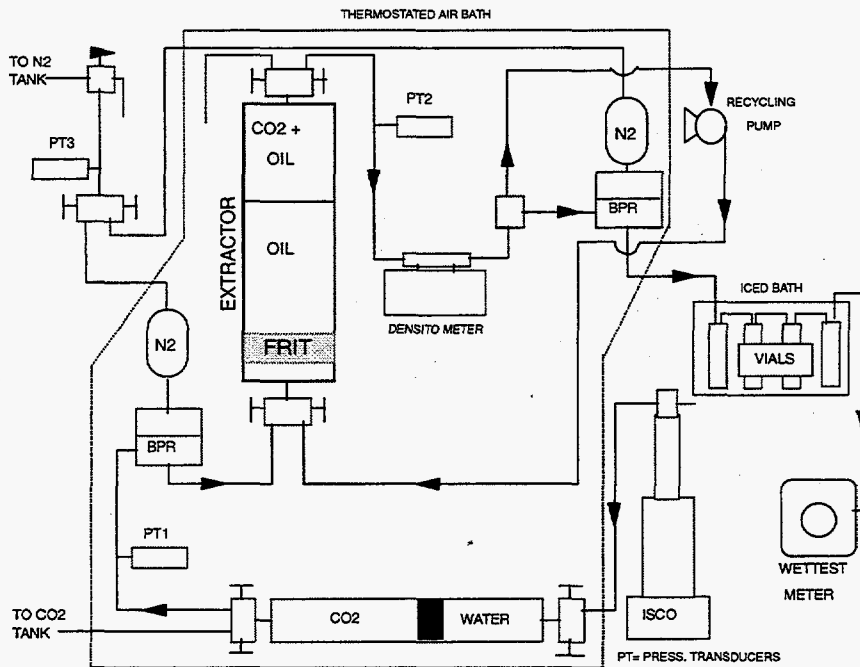 THERMOSTATED AIR BATH
TO N2
TANK
PT3
CO2 +
OIL
PT2
N2
RECYCLING
PUMP
BPR
EXTRACTOR
OIL
DENSITO METER
ICED BATH
VIALS
N2
FRIT
BPR
PT1
WETTEST
METER
TO CO2
TANK
CO2
WATER
ISCO
PT= PRESS. TRANSDUCERS